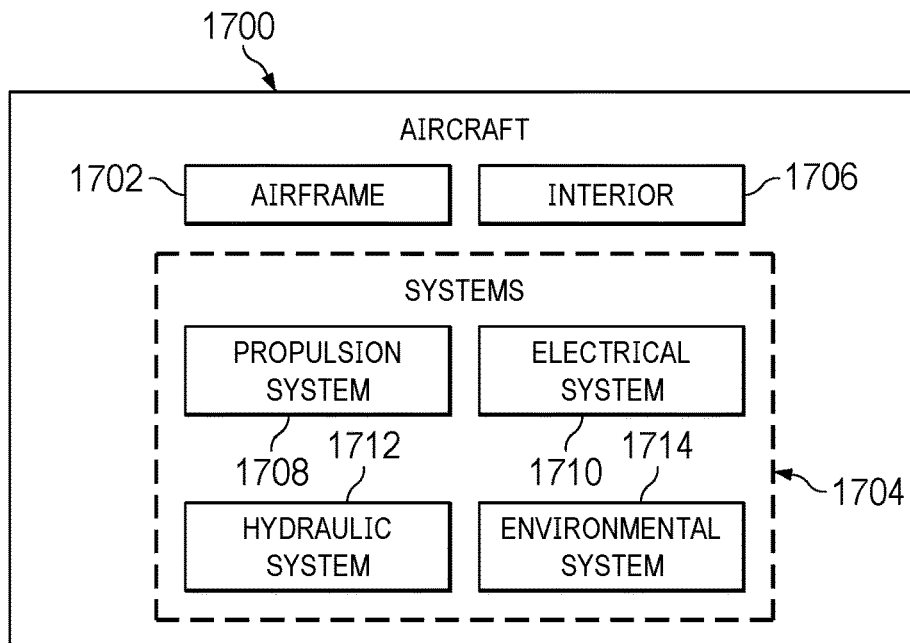 1700
AIRCRAFT
1702
AIRFRAME
INTERIOR
1706
SYSTEMS
PROPULSION
SYSTEM
ELECTRICAL
SYSTEM
1708
1712
1710
1714
1704
HYDRAULIC
SYSTEM
ENVIRONMENTAL
SYSTEM